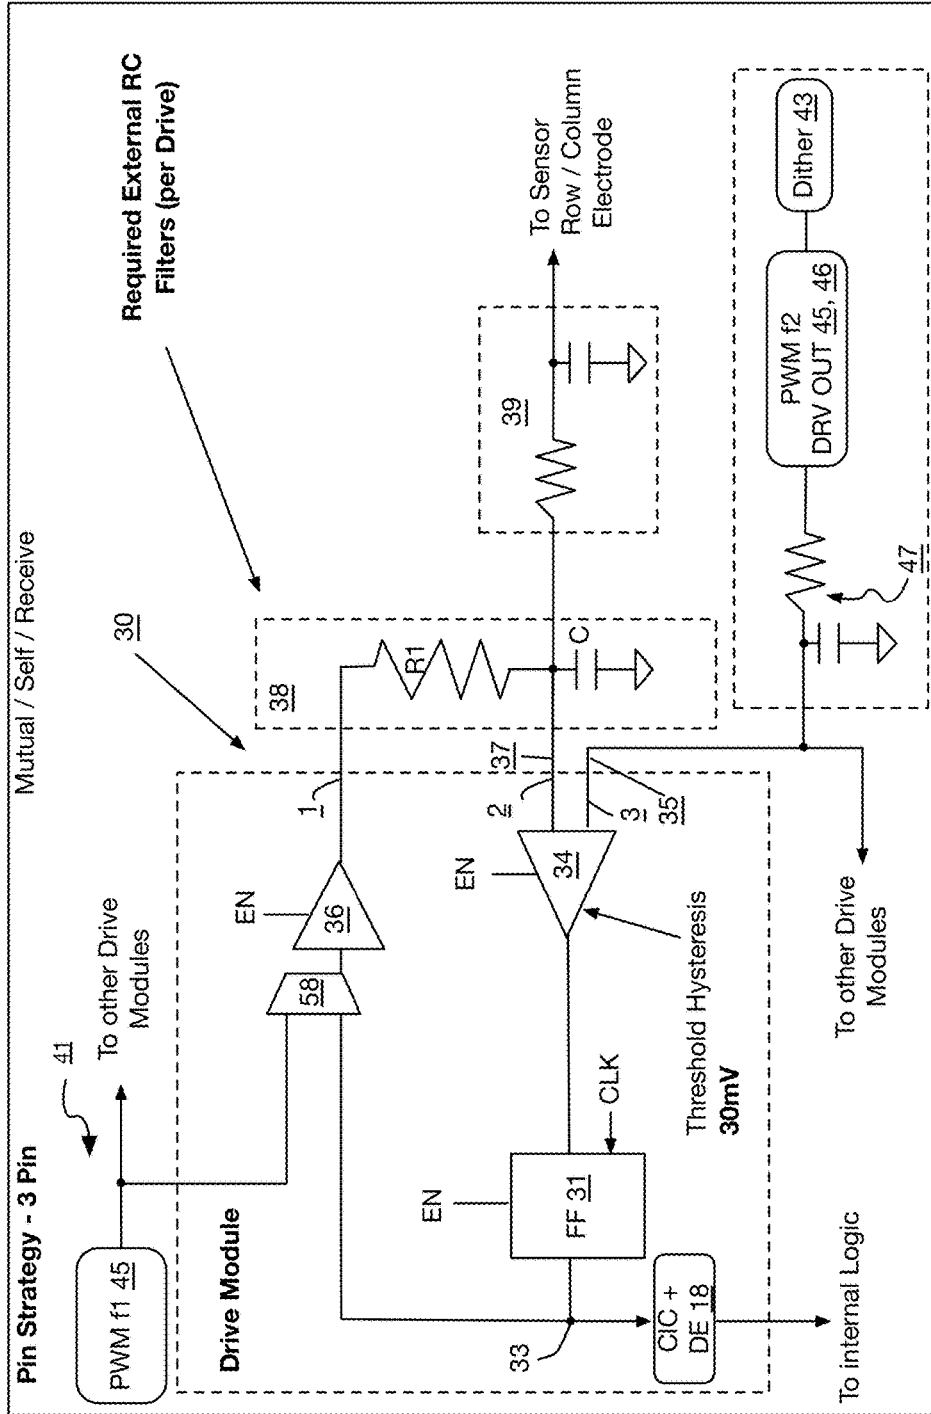 Mutual / Self / Receive
Pin Strategy - 3 Pin
41
PWM f1 45
To other Drive
Modules
Required External RC
Filters (per Drive)
30
Drive Module
EN
58
36
1
38
R1
C
37
2
3
35
39
To Sensor
Row / Column
Electrode
EN
34
Threshold Hysteresis
30mV
EN
FF 31
CLK
33
CIC +
DE 18
To internal Logic
To other Drive
Modules
47
PWM f2
DRV OUT 45, 46
Dither 43